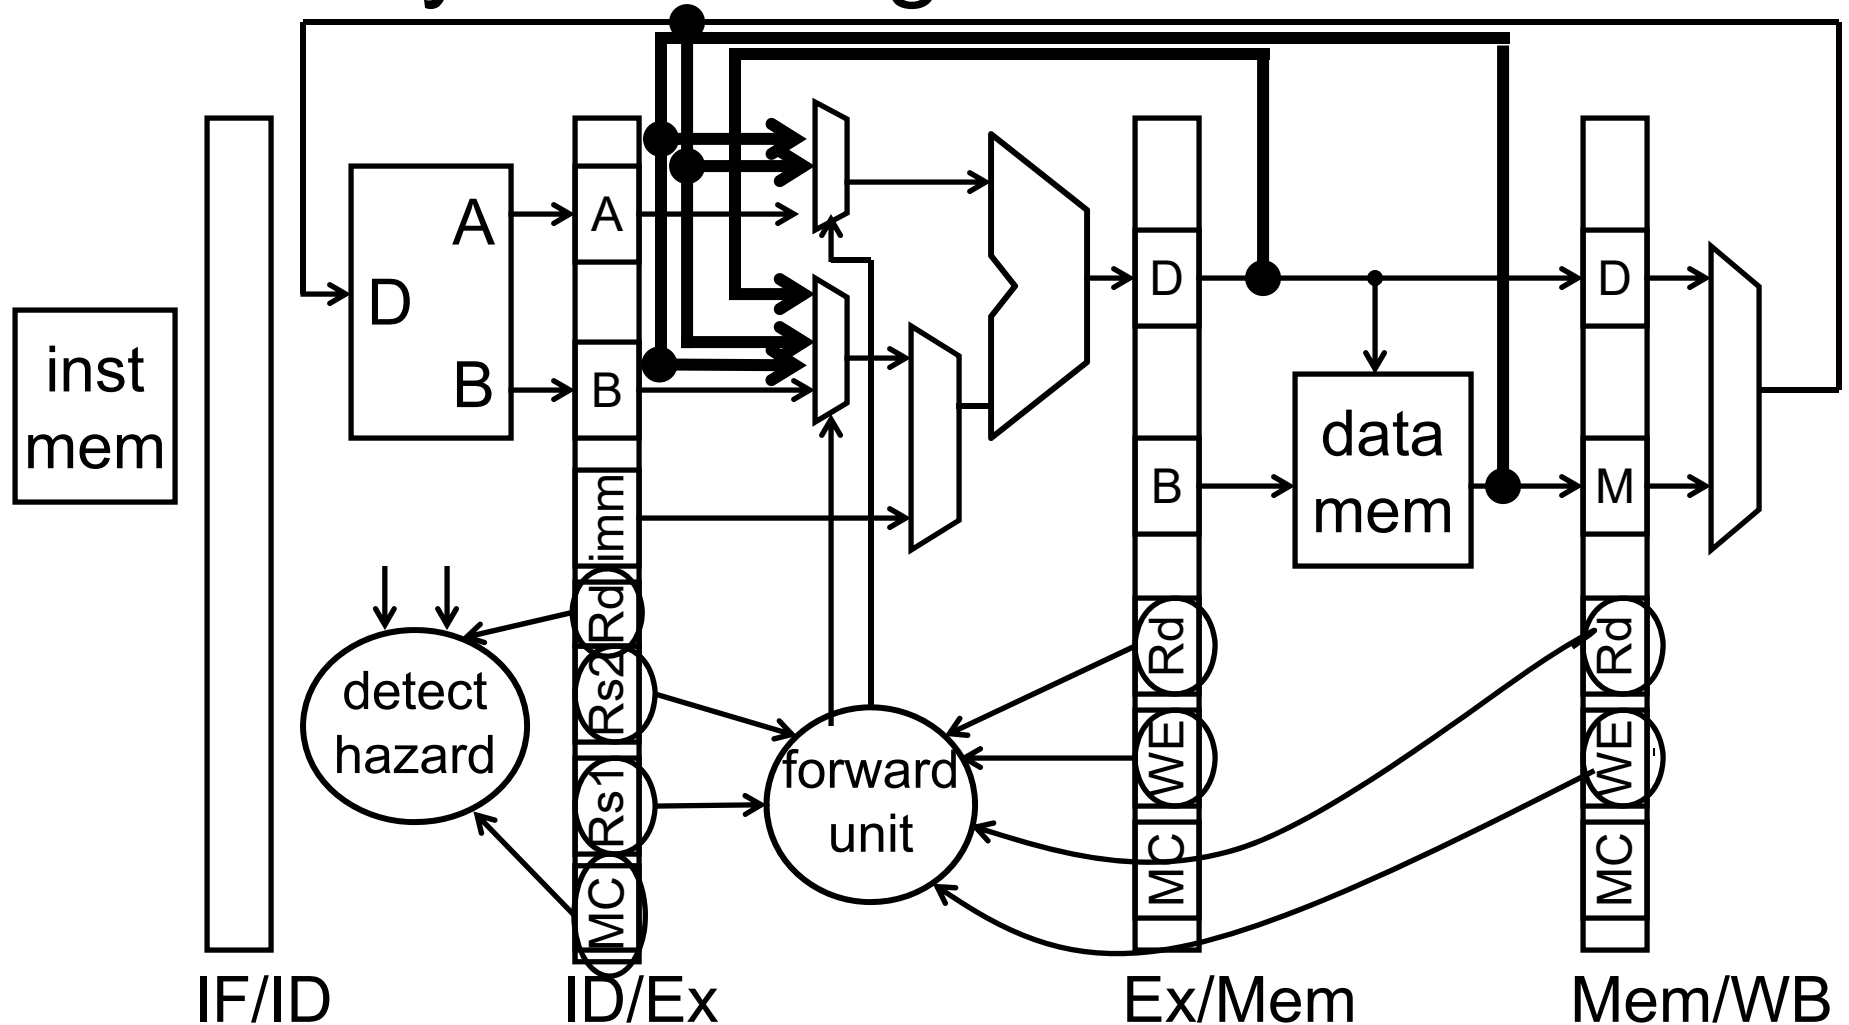 A
A
D
D
D
inst
mem
B
B
data
mem
B
M
imm
Rd
Rs2
Rs1
MC
detect
hazard
forward
unit
Rd
WE
MC
Rd
WE
MC
IF/ID
ID/Ex
Ex/Mem
Mem/WB